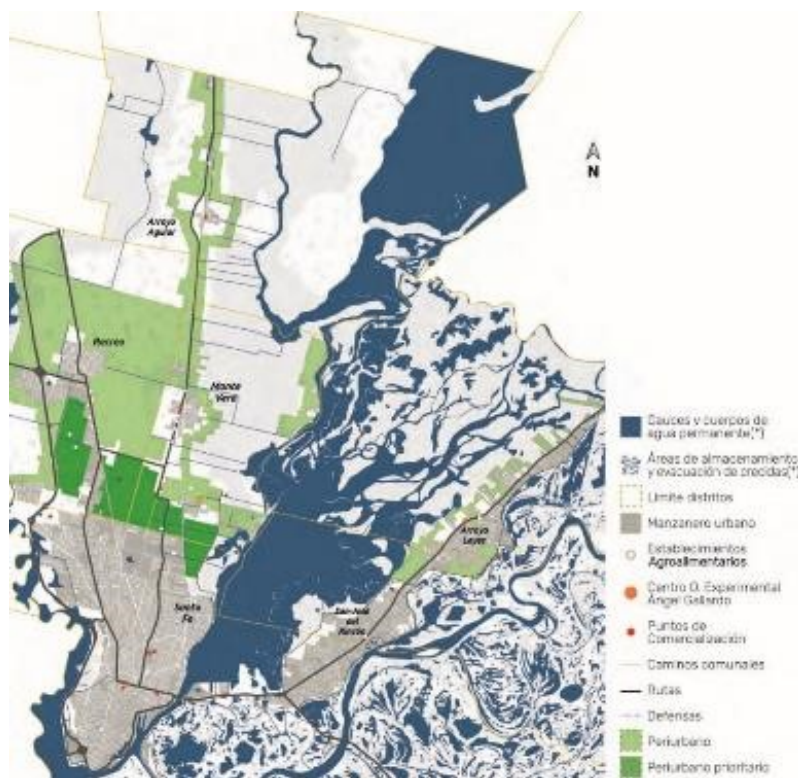 N
Arroyo
Aguiar
Recreo
Monte
Vera
Arroyo
Leyes
Santa
Fe
San José
del
Rincón
Cauces y cuerpos de
agua permanente(*)
Áreas de almacenamiento
y evacuación de crecidas(*)
Límite distritos
Manzanero urbano
Establecimientos
Agroalimentarios
Centro O. Experimental
Ángel Gallardo
Puntos de
Comercialización
Caminos comunales
Rutas
Defensas
Periurbano
Periurbano prioritario